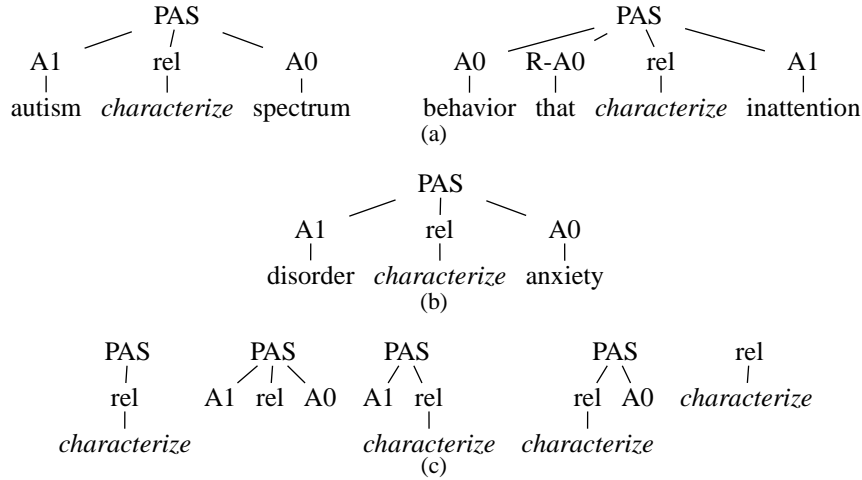 PAS PAS
A1 rel A0 A0 R-A0 rel A1
autism characterize spectrum behavior that characterize inattention
(a)
PAS
A1 rel A0
disorder characterize anxiety
(b)
PAS PAS PAS PAS rel
rel A1 rel A0 A1 rel rel A0 characterize
characterize characterize characterize
(c)